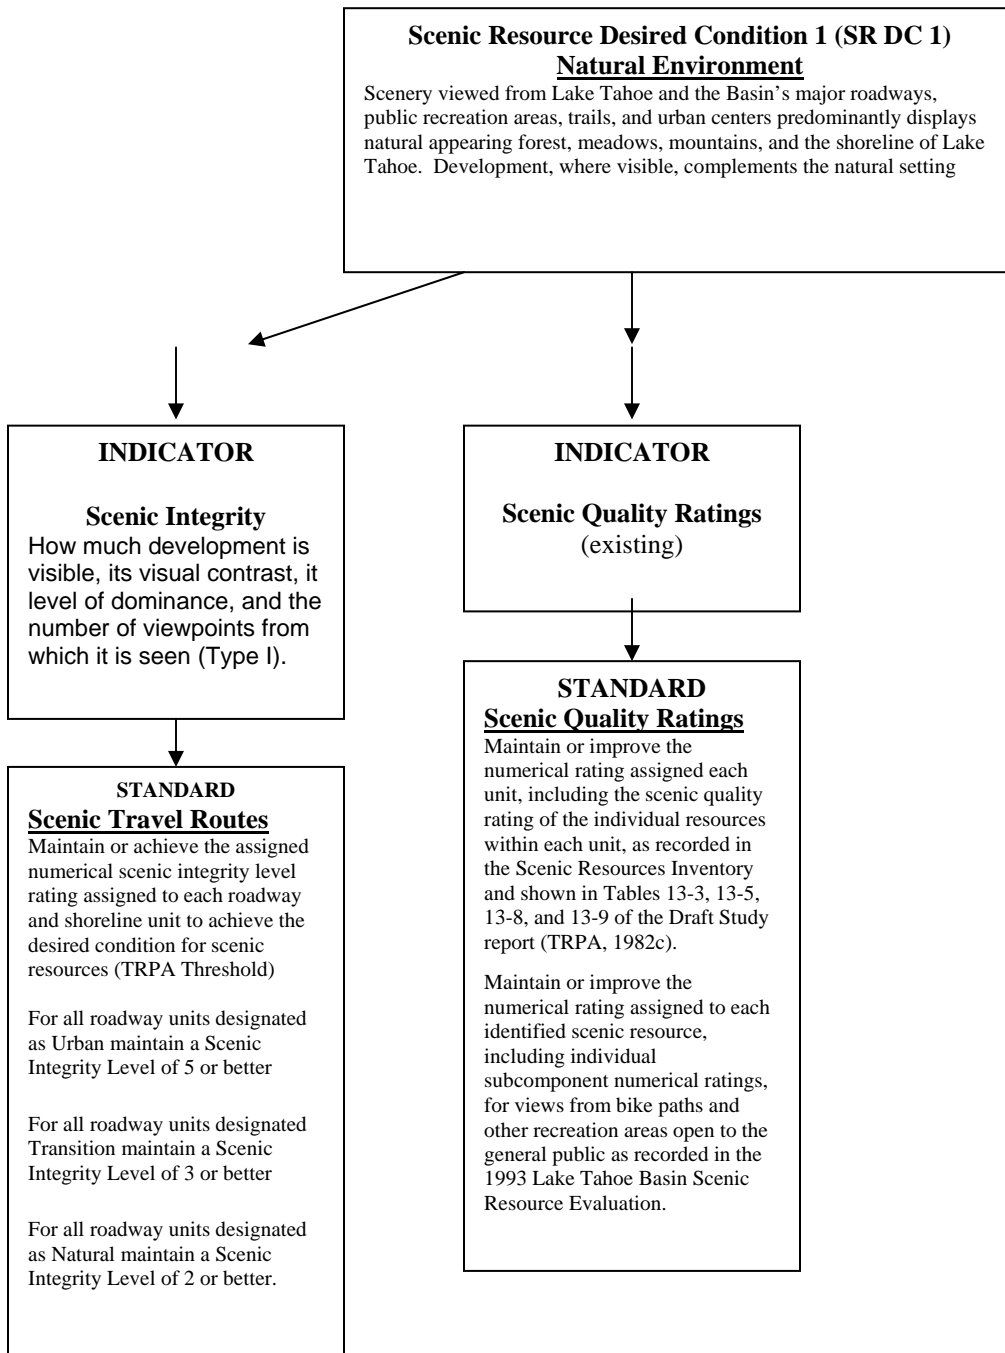 Scenic Resource Desired Condition 1 (SR DC 1)
Natural Environment
Scenery viewed from Lake Tahoe and the Basin's major roadways,
public recreation areas, trails, and urban centers predominantly displays
natural appearing forest, meadows, mountains, and the shoreline of Lake
Tahoe.  Development, where visible, complements the natural setting
INDICATOR
Scenic Integrity
How much development is
visible, its visual contrast, it
level of dominance, and the
number of viewpoints from
which it is seen (Type I).
INDICATOR
Scenic Quality Ratings
(existing)
STANDARD
Scenic Travel Routes
Maintain or achieve the assigned
numerical scenic integrity level
rating assigned to each roadway
and shoreline unit to achieve the
desired condition for scenic
resources (TRPA Threshold)
For all roadway units designated
as Urban maintain a Scenic
Integrity Level of 5 or better
For all roadway units designated
Transition maintain a Scenic
Integrity Level of 3 or better
For all roadway units designated
as Natural maintain a Scenic
Integrity Level of 2 or better.
STANDARD
Scenic Quality Ratings
Maintain or improve the
numerical rating assigned each
unit, including the scenic quality
rating of the individual resources
within each unit, as recorded in
the Scenic Resources Inventory
and shown in Tables 13-3, 13-5,
13-8, and 13-9 of the Draft Study
report (TRPA, 1982c).
Maintain or improve the
numerical rating assigned to each
identified scenic resource,
including individual
subcomponent numerical ratings,
for views from bike paths and
other recreation areas open to the
general public as recorded in the
1993 Lake Tahoe Basin Scenic
Resource Evaluation.